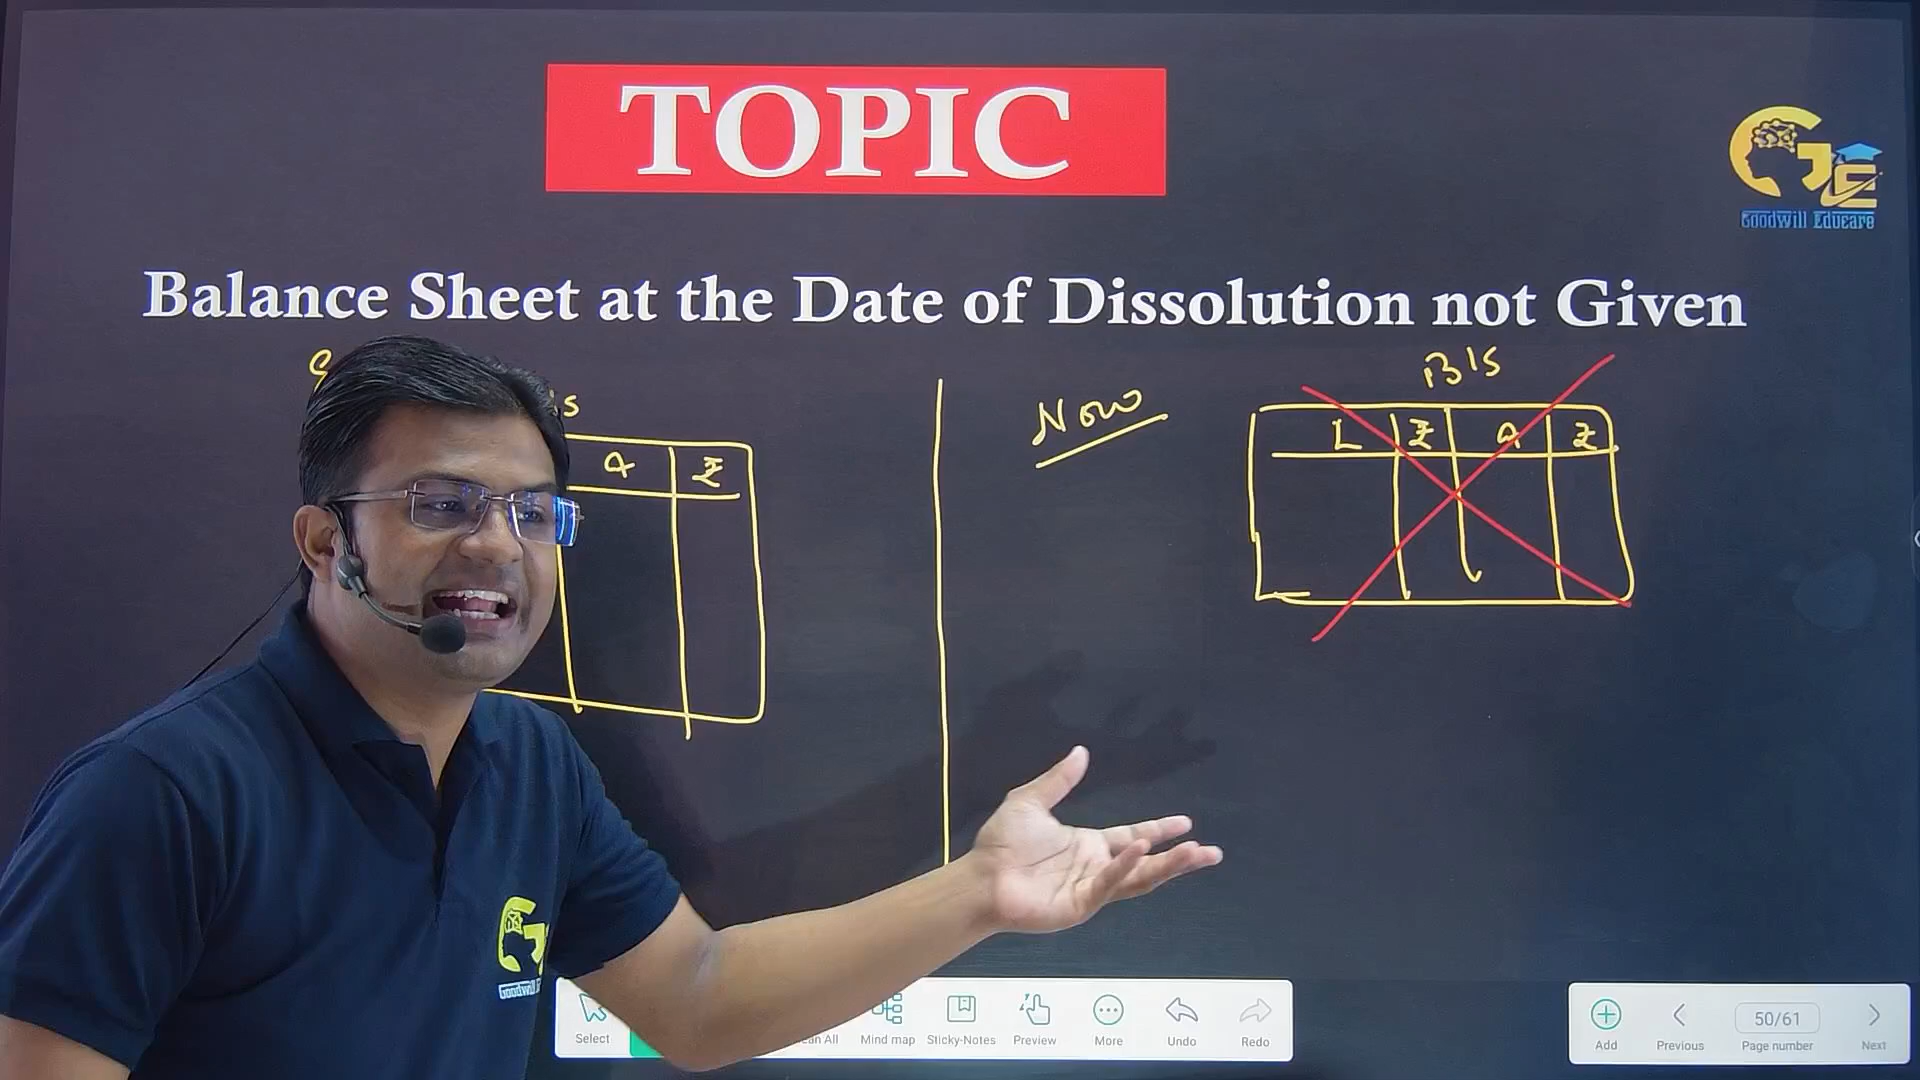 TOPIC
Goodwill Educare
Balance Sheet at the Date of Dissolution not Given
B/S
Now
L ₹ A ₹
A ₹
Select
Mind map
Sticky-Notes
Preview
More
Undo
Redo
Add
Previous
50/61
Page number
Next